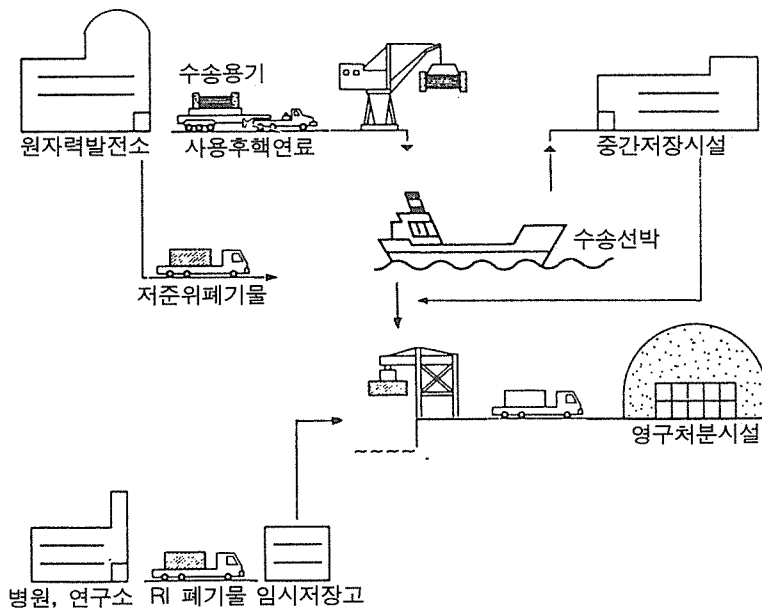 수송용기
원자력발전소
사용후핵연료
중간저장시설
수송선박
저준위폐기물
영구처분시설
병원, 연구소
RI 폐기물
임시저장고